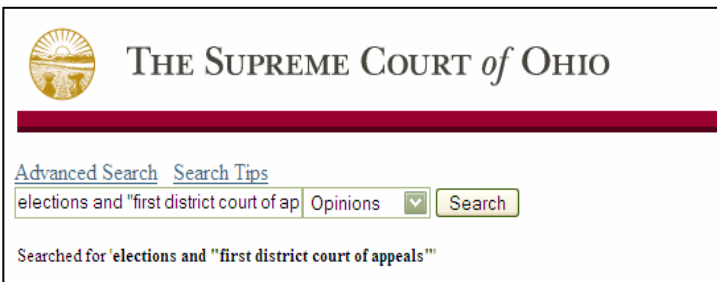 THE SUPREME COURT of OHIO
Advanced Search Search Tips
elections and "first district court of ap Opinions Search
Searched for 'elections and "first district court of appeals"'